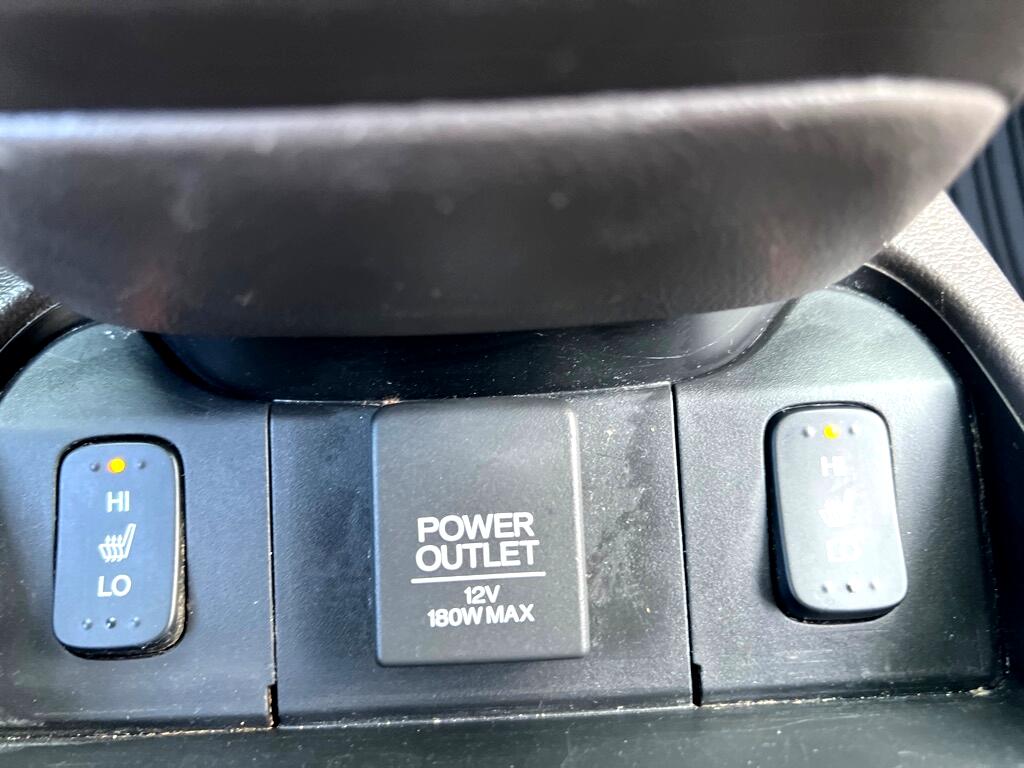 HI
LO
POWER
OUTLET
12V
180W MAX